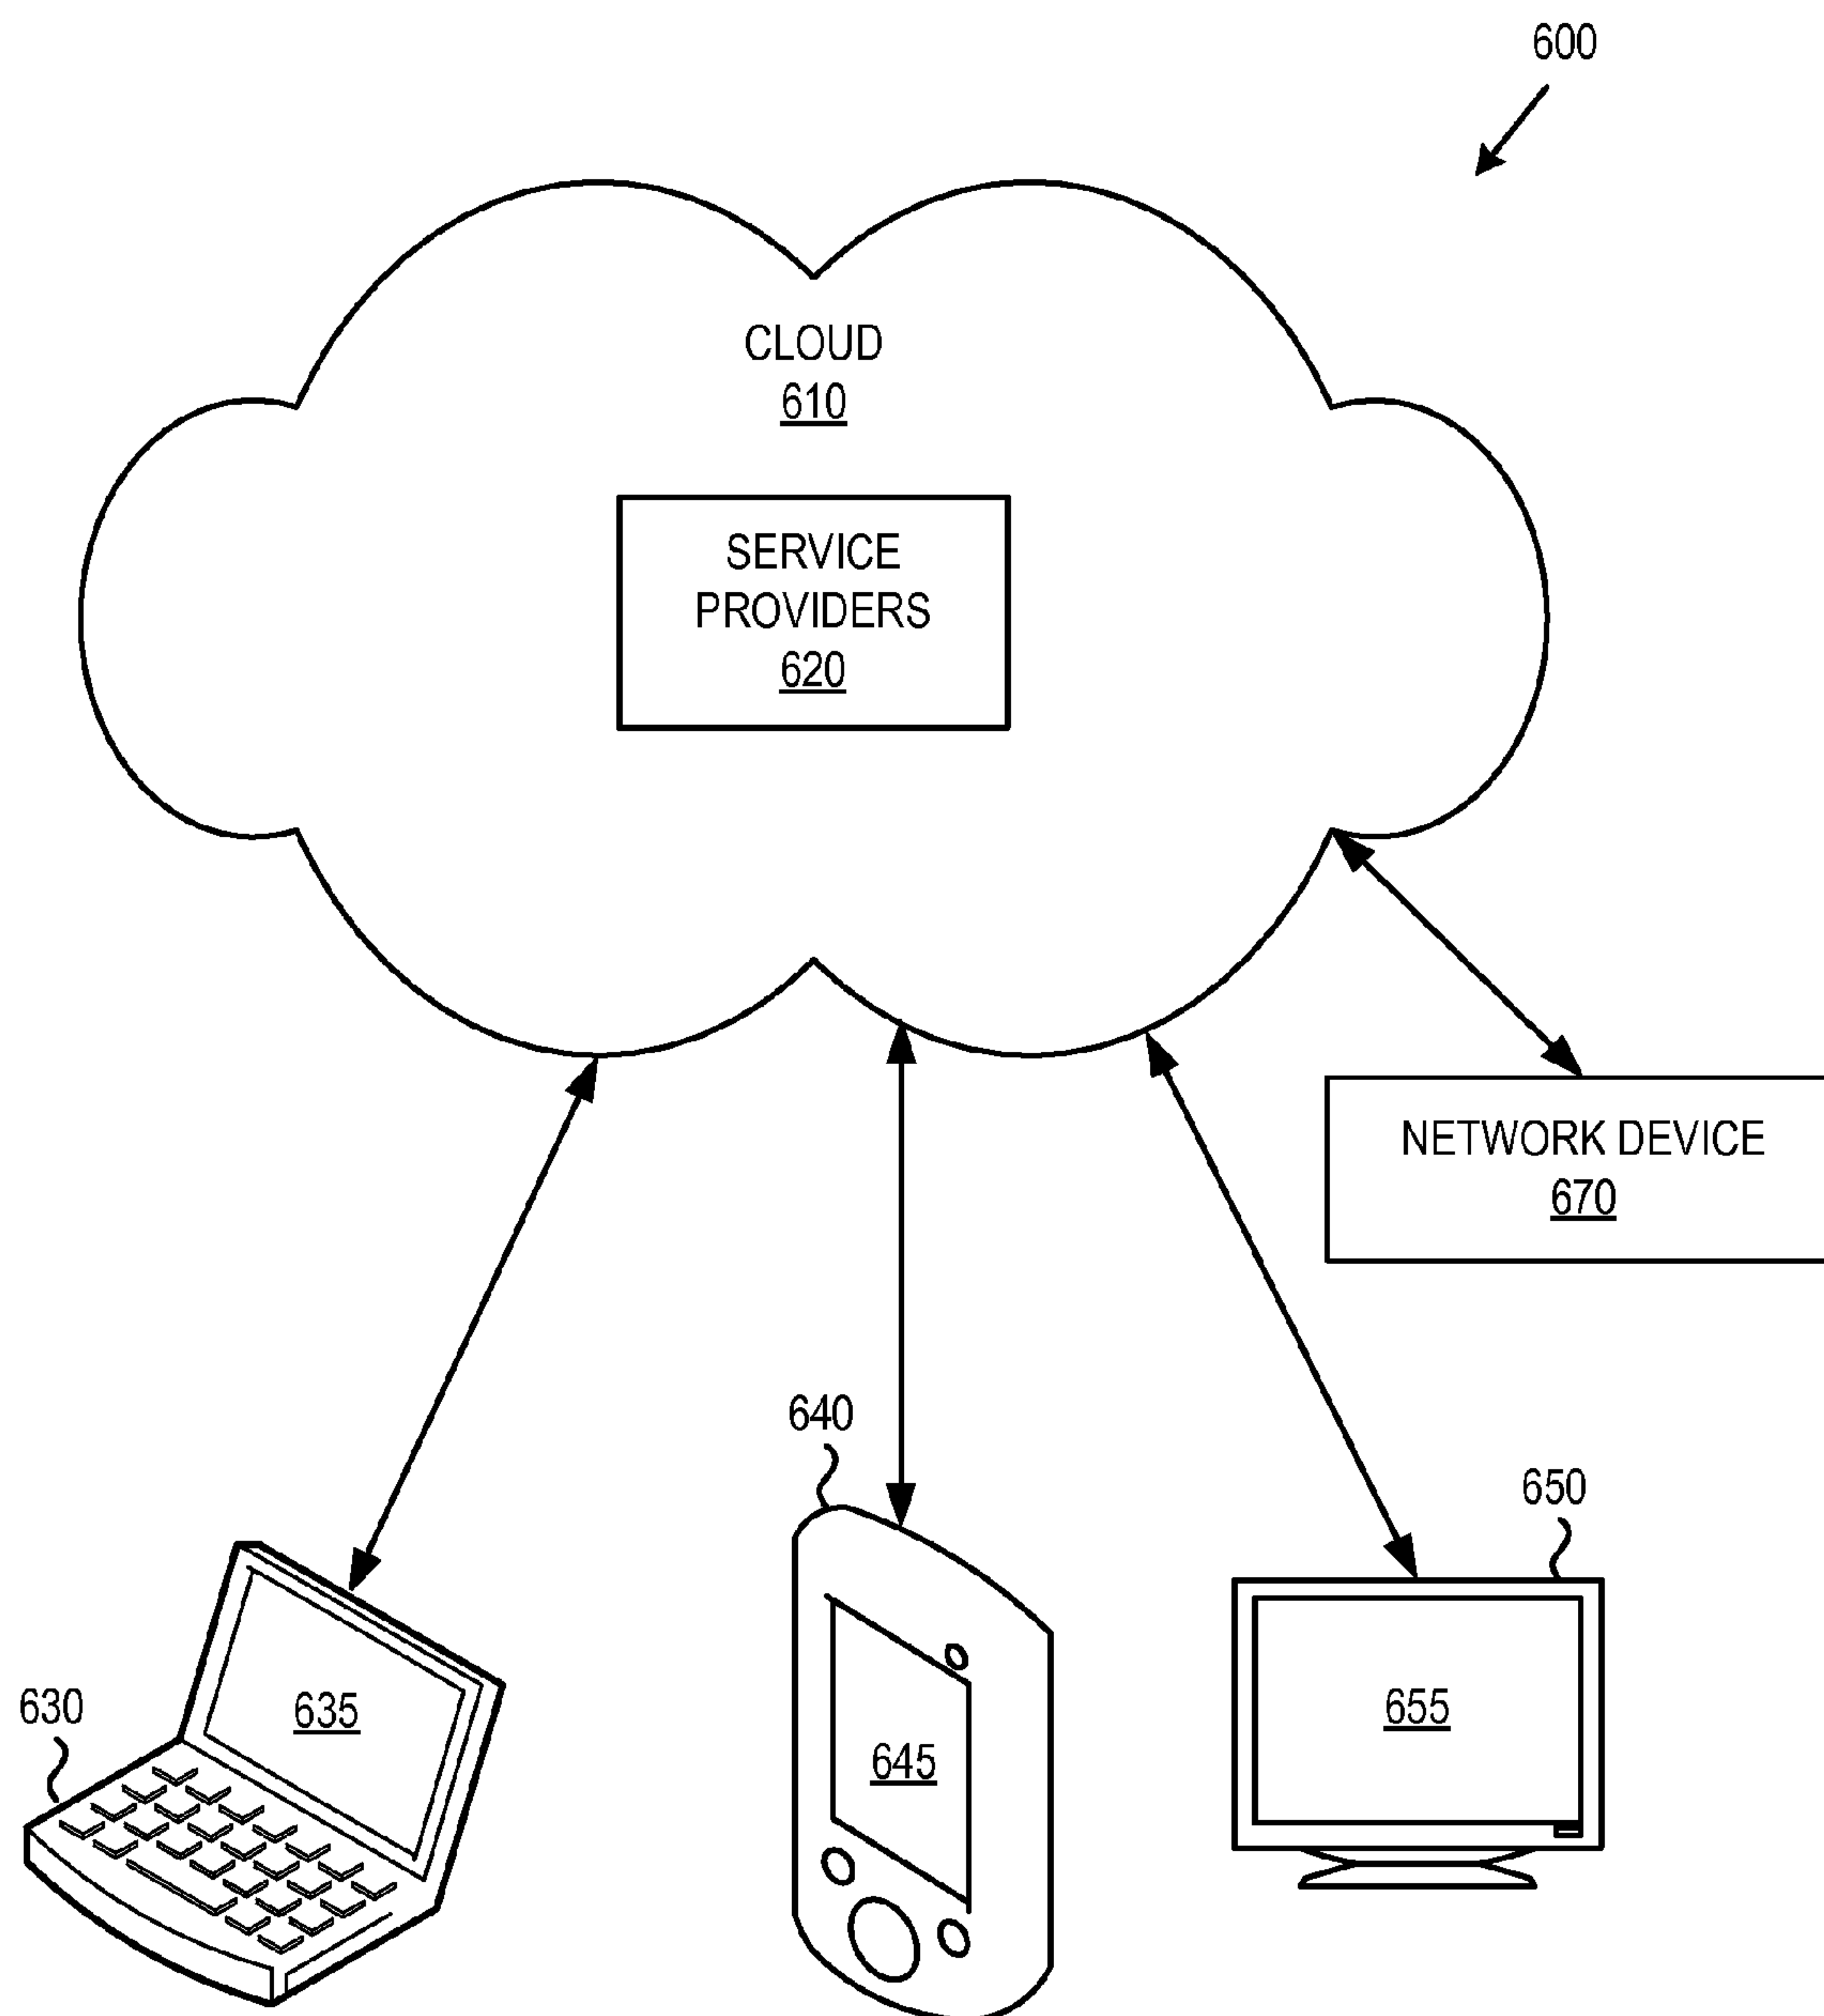 600
CLOUD
610
SERVICE
PROVIDERS
620
NETWORK DEVICE
670
640
650
630
635
645
655